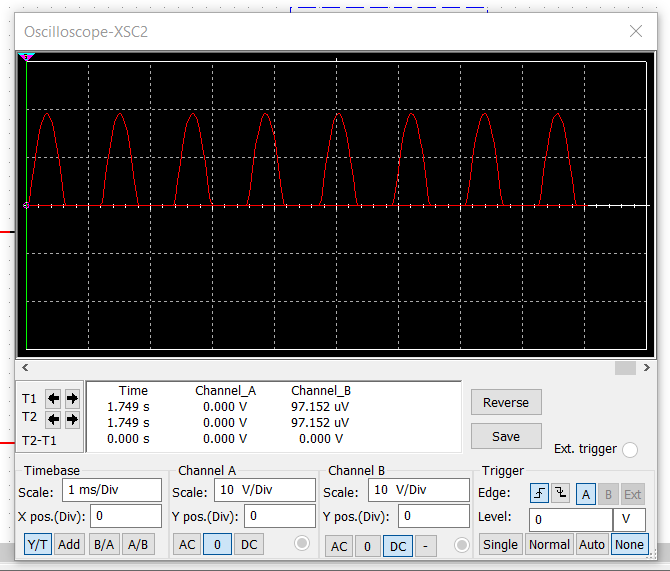 Oscilloscope-XSC2
T1
T2
T2-T1
Time Channel_A Channel_B
1.749 s 0.000 V 97.152 uV
1.749 s 0.000 V 97.152 uV
0.000 s 0.000 V 0.000 V
Reverse
Save
Ext. trigger
Timebase
Scale: 1 ms/Div
X pos.(Div): 0
Y/T Add B/A A/B
Channel A
Scale: 10 V/Div
Y pos.(Div): 0
AC 0 DC
Channel B
Scale: 10 V/Div
Y pos.(Div): 0
AC 0 DC -
Trigger
Edge: A B Ext
Level: 0 V
Single Normal Auto None